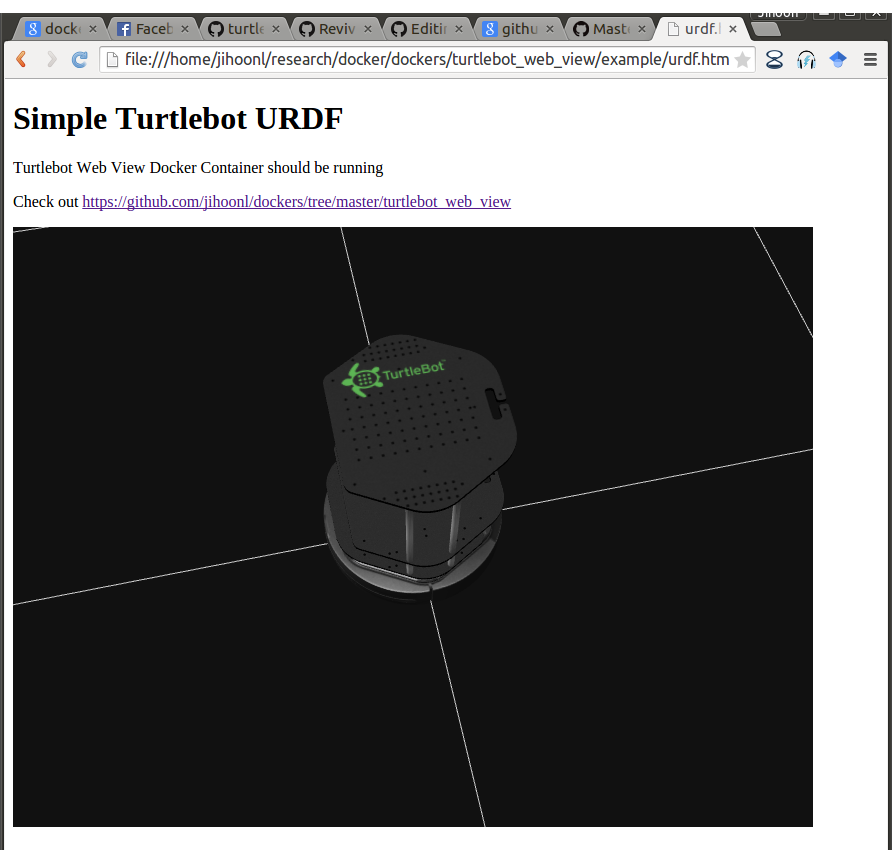 Jihoon
docke
Faceb
turtle
Reviv
Editin
githu
Maste
urdf.h
file:///home/jihoonl/research/docker/dockers/turtlebot_web_view/example/urdf.htm
Simple Turtlebot URDF
Turtlebot Web View Docker Container should be running
Check out https://github.com/jihoonl/dockers/tree/master/turtlebot_web_view
TurtleBot™